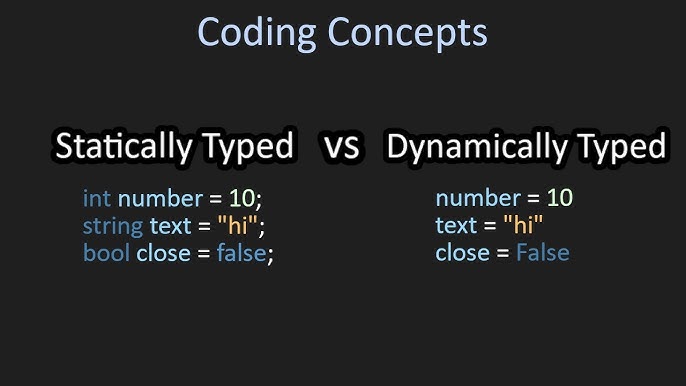 Coding Concepts
Statically Typed vs Dynamically Typed
int number = 10;
string text = "hi";
bool close = false;
number = 10
text = "hi"
close = False